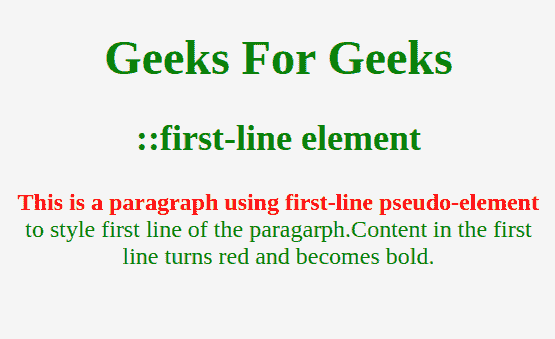 Geeks For Geeks
::first-line element
This is a paragraph using first-line pseudo-element
to style first line of the paragarph.Content in the first
line turns red and becomes bold.